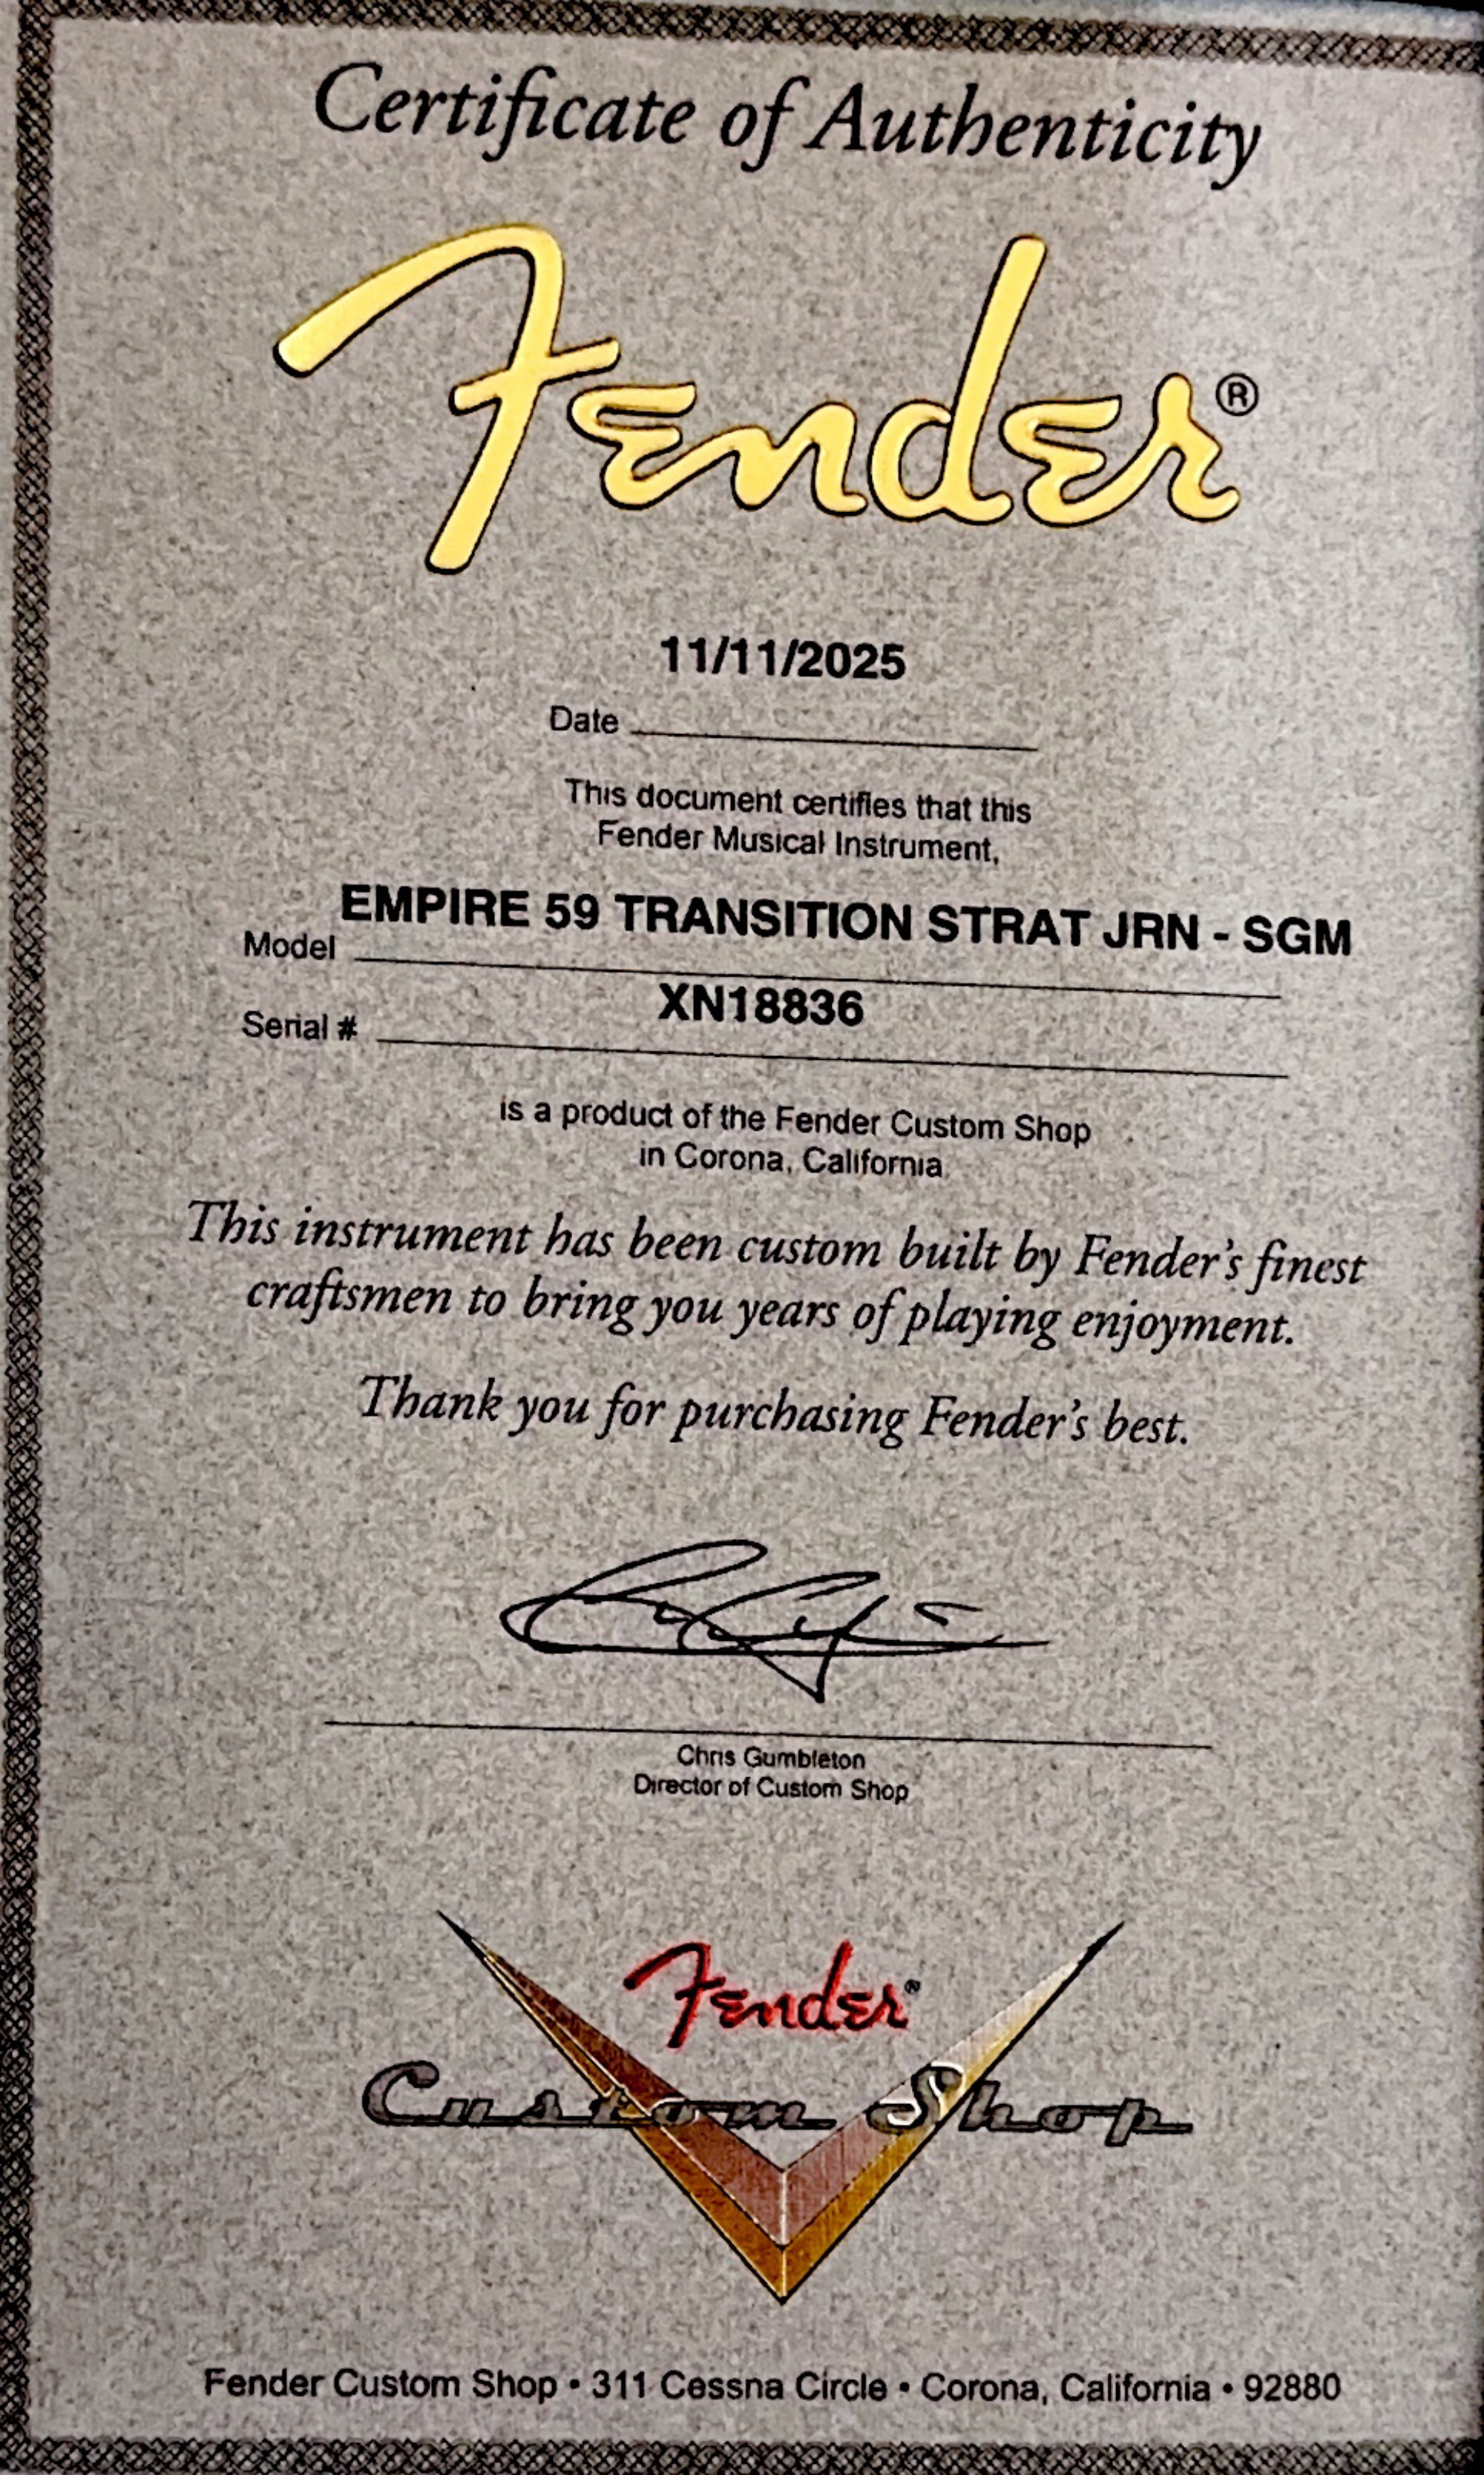 Certificate of Authenticity
Fender®
11/11/2025
Date
This document certifies that this
Fender Musical Instrument,
EMPIRE 59 TRANSITION STRAT JRN - SGM
Model
XN18836
Serial #
is a product of the Fender Custom Shop
in Corona, California
This instrument has been custom built by Fender's finest
craftsmen to bring you years of playing enjoyment.
Thank you for purchasing Fender's best.
Chris Gumbleton
Director of Custom Shop
Fender®
Custom Shop
Fender Custom Shop • 311 Cessna Circle • Corona, California • 92880